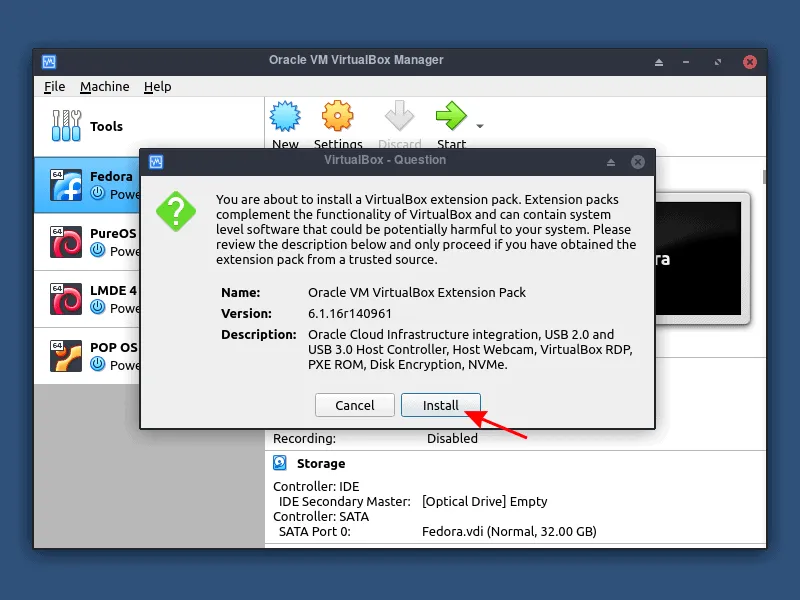 Oracle VM VirtualBox Manager
File Machine Help
Tools
New Settings Discard Start
VirtualBox - Question
64 Fedora
64 PureOS
64 LMDE 4
64 POP OS
You are about to install a VirtualBox extension pack. Extension packs
complement the functionality of VirtualBox and can contain system
level software that could be potentially harmful to your system. Please
review the description below and only proceed if you have obtained the
extension pack from a trusted source.
Name: Oracle VM VirtualBox Extension Pack
Version: 6.1.16r140961
Description: Oracle Cloud Infrastructure integration, USB 2.0 and
USB 3.0 Host Controller, Host Webcam, VirtualBox RDP,
PXE ROM, Disk Encryption, NVMe.
Cancel Install
Recording: Disabled
Storage
Controller: IDE
IDE Secondary Master: [Optical Drive] Empty
Controller: SATA
SATA Port 0: Fedora.vdi (Normal, 32.00 GB)